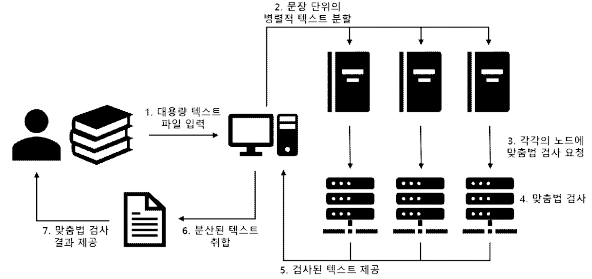 2. 문장 단위의
병렬적 텍스트 분할
1. 대용량 텍스트
파일 입력
3. 각각의 노드에
맞춤법 검사 요청
4. 맞춤법 검사
7. 맞춤법 검사
결과 제공
6. 분산된 텍스트
취합
5. 검사된 텍스트 제공